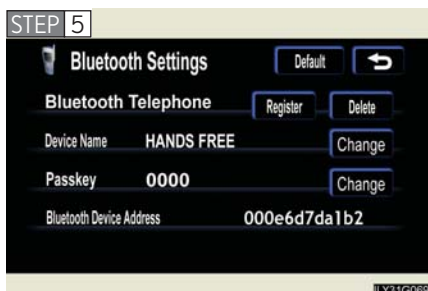 STEP 5
Bluetooth Settings Default
Bluetooth Telephone Register Delete
Device Name HANDS FREE Change
Passkey 0000 Change
Bluetooth Device Address 000e6d7da1b2